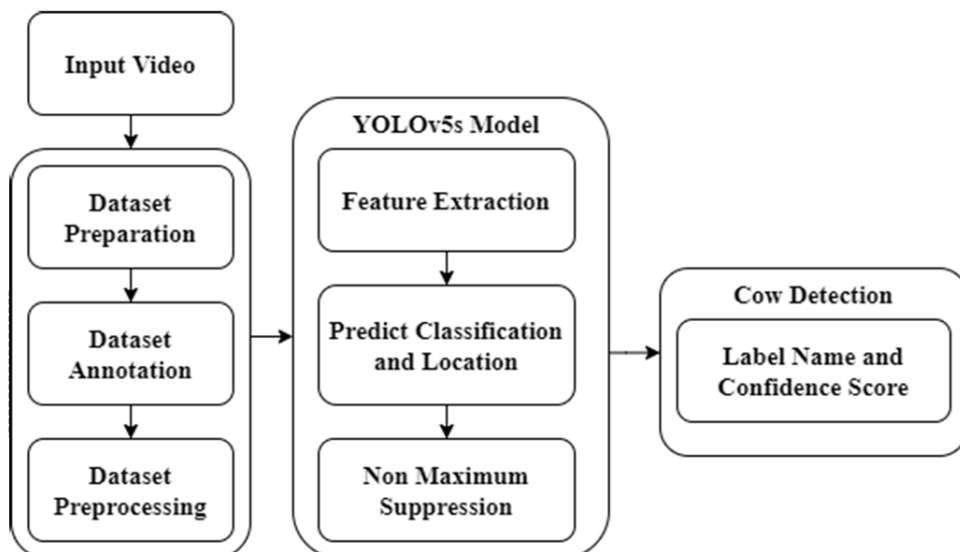 Input Video
Dataset
Preparation
Dataset
Annotation
Dataset
Preprocessing
YOLOv5s Model
Feature Extraction
Predict Classification
and Location
Non Maximum
Suppression
Cow Detection
Label Name and
Confidence Score